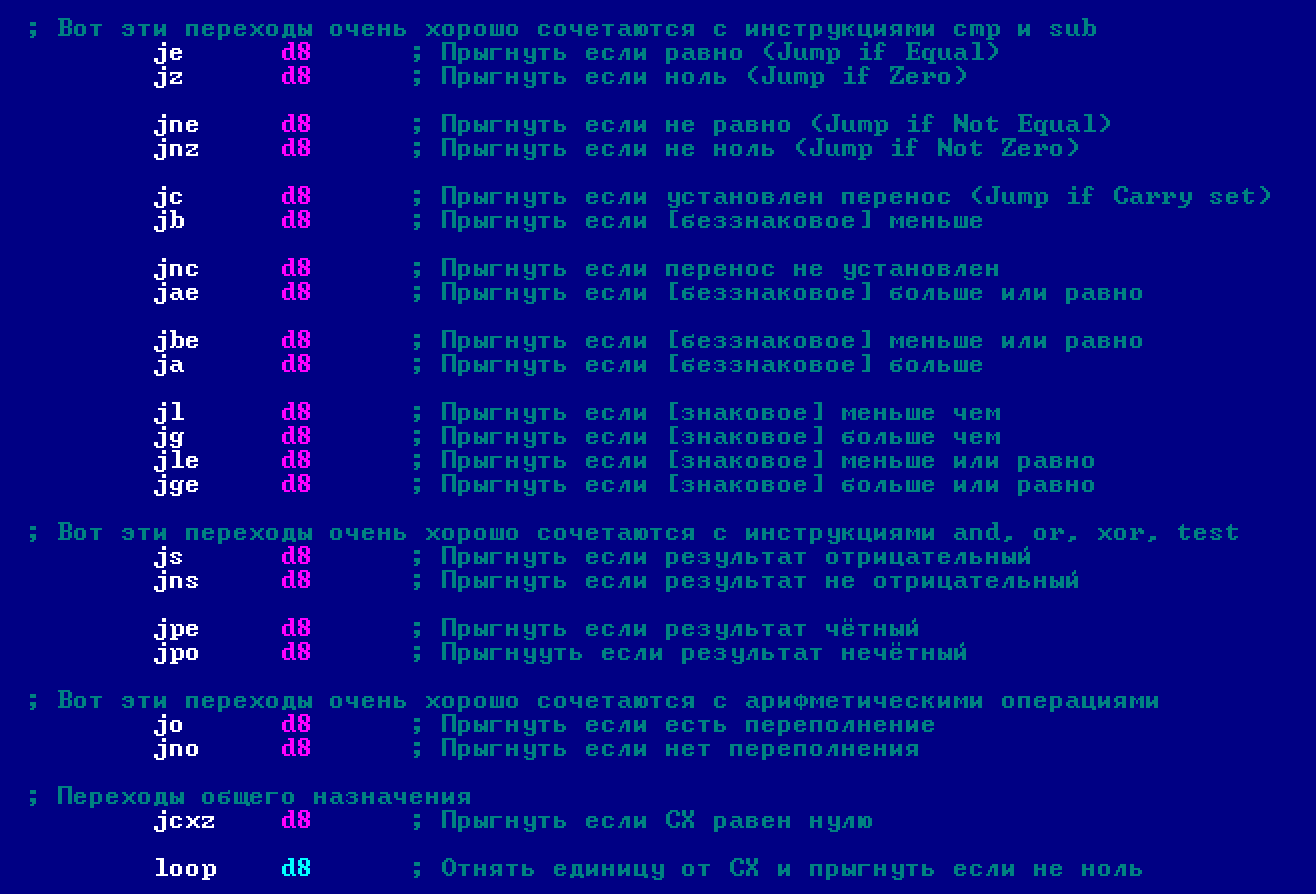 ; Вот эти переходы очень хорошо сочетаются с инструкциями cmp и sub
je d8 ; Прыгнуть если равно (Jump if Equal)
jz d8 ; Прыгнуть если ноль (Jump if Zero)
jne d8 ; Прыгнуть если не равно (Jump if Not Equal)
jnz d8 ; Прыгнуть если не ноль (Jump if Not Zero)
jc d8 ; Прыгнуть если установлен перенос (Jump if Carry set)
jb d8 ; Прыгнуть если [беззнаковое] меньше
jnc d8 ; Прыгнуть если перенос не установлен
jae d8 ; Прыгнуть если [беззнаковое] больше или равно
jbe d8 ; Прыгнуть если [беззнаковое] меньше или равно
ja d8 ; Прыгнуть если [беззнаковое] больше
jl d8 ; Прыгнуть если [знаковое] меньше чем
jg d8 ; Прыгнуть если [знаковое] больше чем
jle d8 ; Прыгнуть если [знаковое] меньше или равно
jge d8 ; Прыгнуть если [знаковое] больше или равно
; Вот эти переходы очень хорошо сочетаются с инструкциями and, or, xor, test
js d8 ; Прыгнуть если результат отрицательный
jns d8 ; Прыгнуть если результат не отрицательный
jpe d8 ; Прыгнуть если результат чётный
jpo d8 ; Прыгнууть если результат нечётный
; Вот эти переходы очень хорошо сочетаются с арифметическими операциями
jo d8 ; Прыгнуть если есть переполнение
jno d8 ; Прыгнуть если нет переполнения
; Переходы общего назначения
jcxz d8 ; Прыгнуть если CX равен нулю
loop d8 ; Отнять единицу от CX и прыгнуть если не ноль